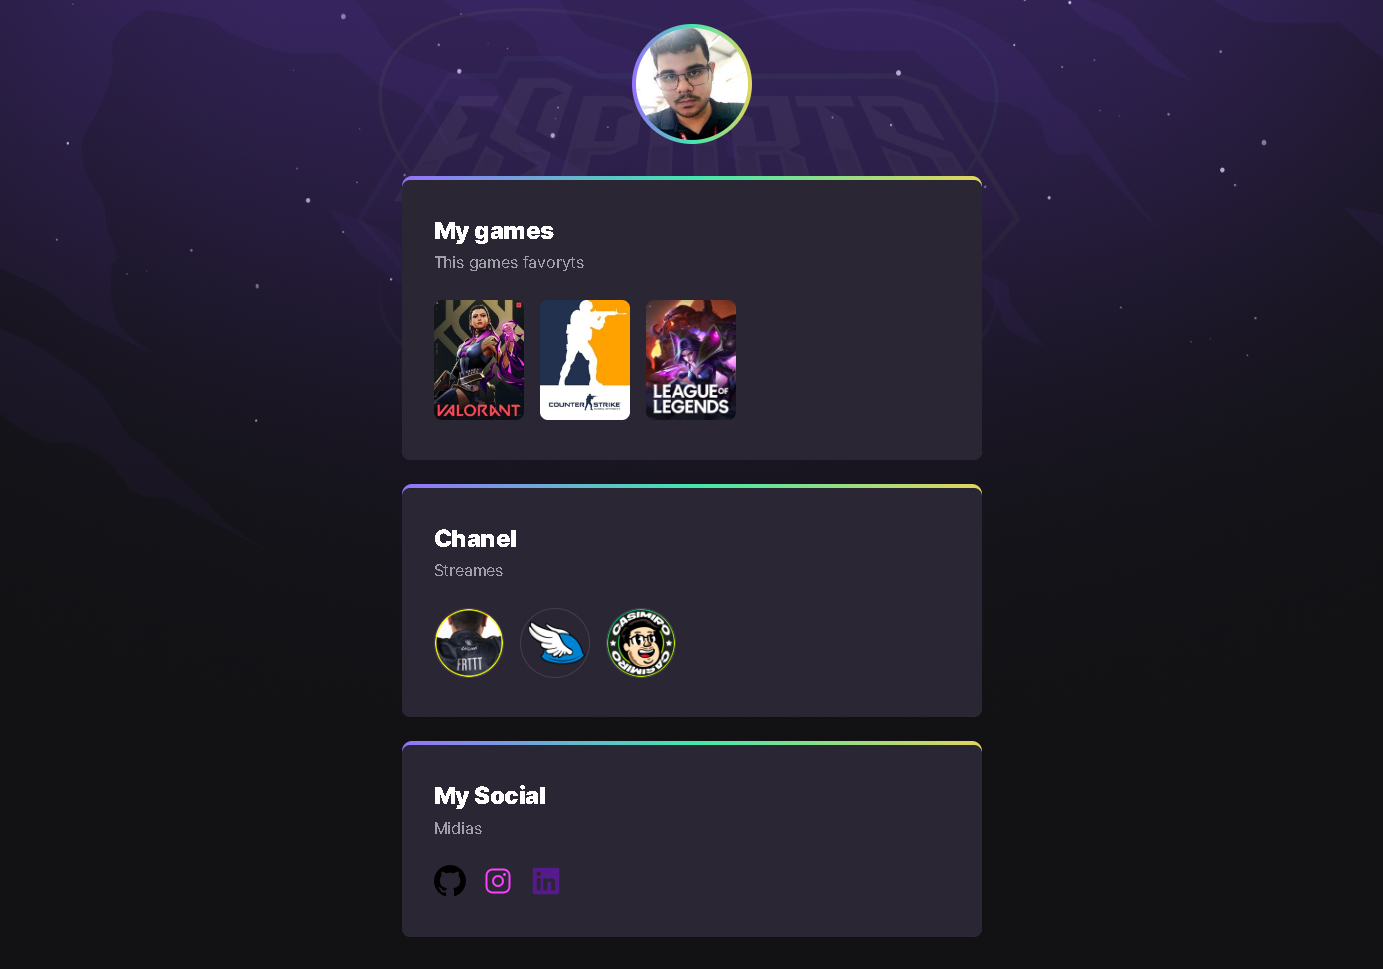 ESPORTS
My games
This games favoryts
VALORANT
COUNTER STRIKE
LEAGUE OF
LEGENDS
Chanel
Streames
FRTTT
CASIMIRO
CASIMIRO
My Social
Midias
in